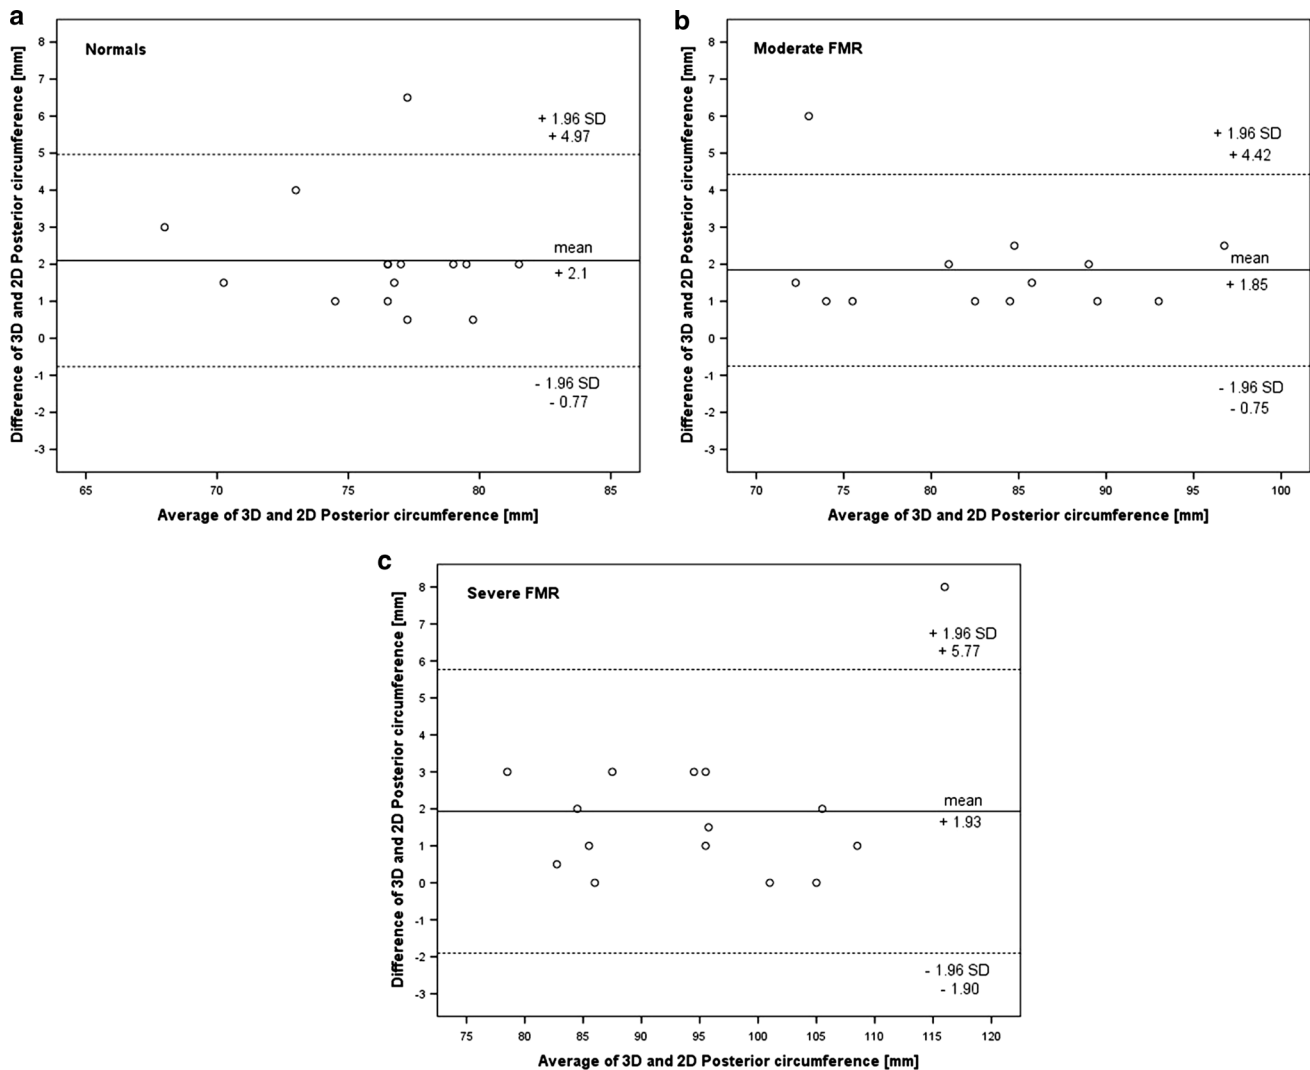 a
Normals
Difference of 3D and 2D Posterior circumference [mm]
8
7
6
5
4
3
2
1
0
-1
-2
-3
+ 1.96 SD
+ 4.97
mean
+ 2.1
- 1.96 SD
- 0.77
65 70 75 80 85
Average of 3D and 2D Posterior circumference [mm]
b
Moderate FMR
Difference of 3D and 2D Posterior circumference [mm]
8
7
6
5
4
3
2
1
0
-1
-2
-3
+ 1.96 SD
+ 4.42
mean
+ 1.85
- 1.96 SD
- 0.75
70 75 80 85 90 95 100
Average of 3D and 2D Posterior circumference [mm]
c
Severe FMR
Difference of 3D and 2D Posterior circumference [mm]
8
7
6
5
4
3
2
1
0
-1
-2
-3
+ 1.96 SD
+ 5.77
mean
+ 1.93
- 1.96 SD
- 1.90
75 80 85 90 95 100 105 110 115 120
Average of 3D and 2D Posterior circumference [mm]